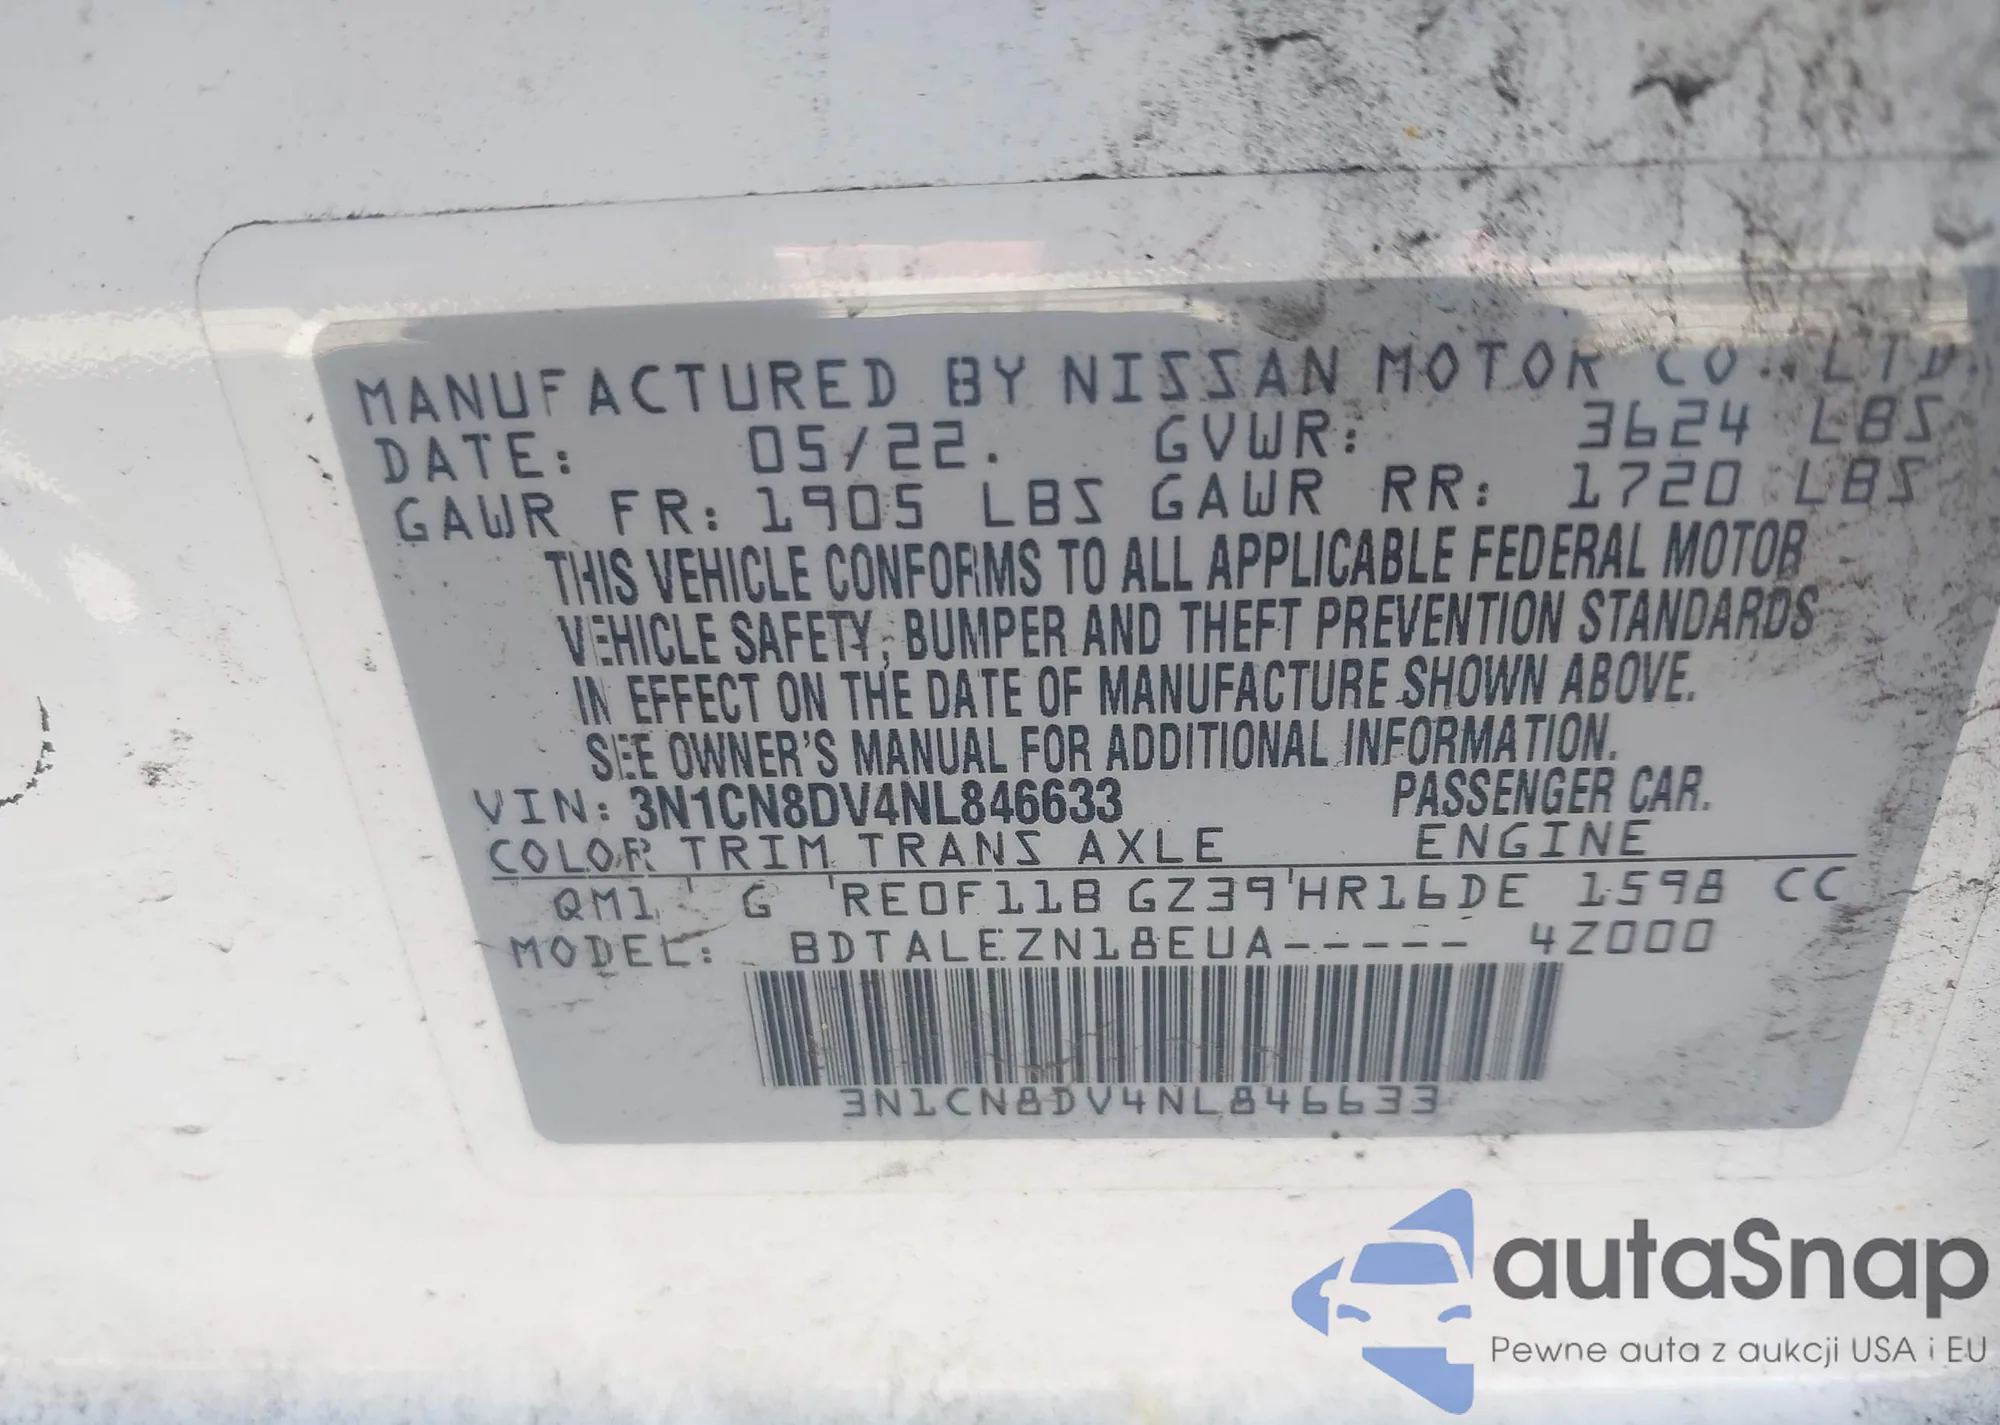 MANUFACTURED BY NISSAN MOTOR CO., LTD.
DATE: 05/22. GVWR: 3624 LBS
GAWR FR: 1905 LBS GAWR RR: 1720 LBS
THIS VEHICLE CONFORMS TO ALL APPLICABLE FEDERAL MOTOR
VEHICLE SAFETY, BUMPER AND THEFT PREVENTION STANDARDS
IN EFFECT ON THE DATE OF MANUFACTURE SHOWN ABOVE.
SEE OWNER'S MANUAL FOR ADDITIONAL INFORMATION.
VIN: 3N1CN8DV4NL846633 PASSENGER CAR.
COLOR TRIM TRANS AXLE ENGINE
QM1 ' G 'RE0F11B GZ39'HR16DE 1598 CC
MODEL: BDTALEZN18EUA----- 4Z000
3N1CN8DV4NL846633
autaSnap
Pewne auta z aukcji USA i EU